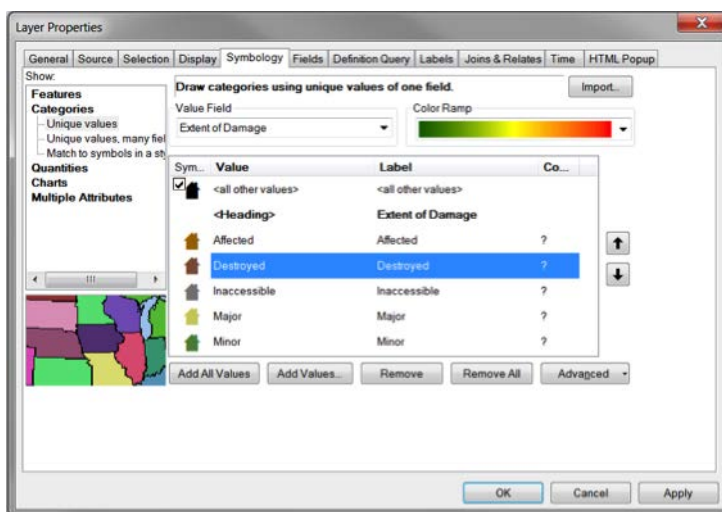 Layer Properties
General Source Selection Display Symbology Fields Definition Query Labels Joins & Relates Time HTML Popup
Show:
Features
Categories
Unique values
Unique values, many fiel
Match to symbols in a sty
Quantities
Charts
Multiple Attributes
Draw categories using unique values of one field.
Import...
Value Field
Color Ramp
Extent of Damage
Sym... Value Label Co...
<all other values> <all other values>
<Heading> Extent of Damage
Affected Affected ?
Destroyed Destroyed ?
Inaccessible Inaccessible ?
Major Major ?
Minor Minor ?
Add All Values Add Values... Remove Remove All Advanced
OK Cancel Apply